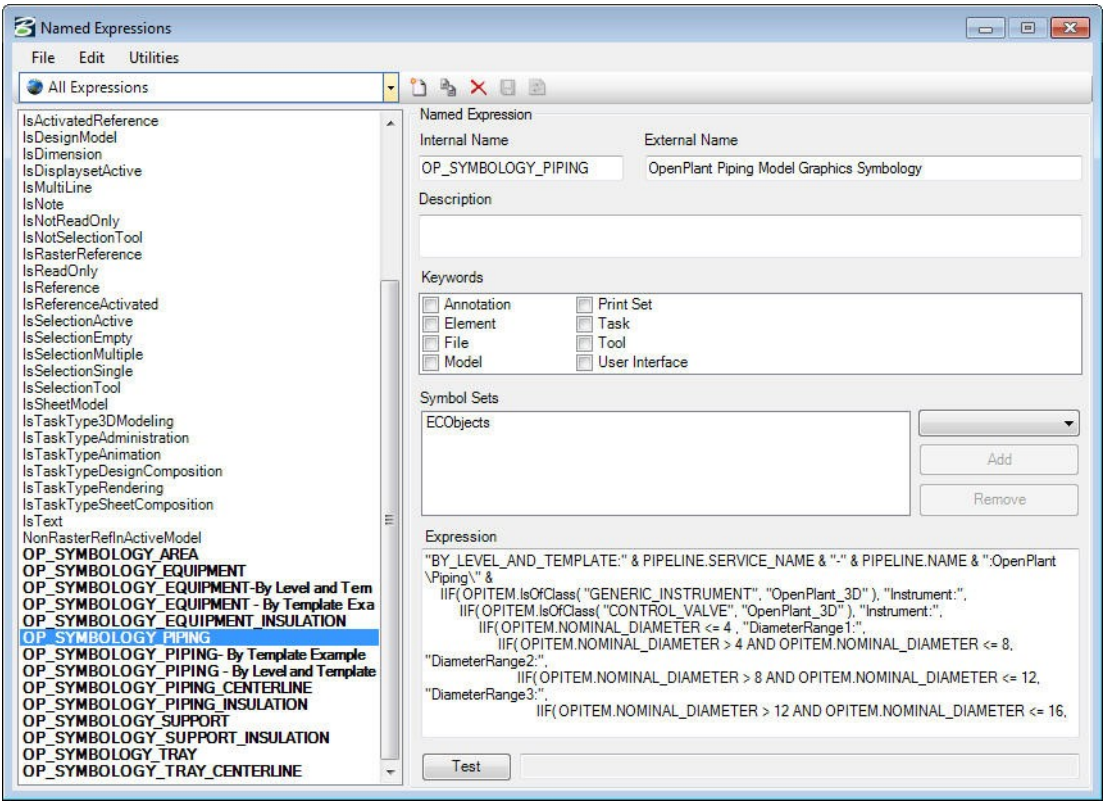 Named Expressions
File Edit Utilities
All Expressions
IsActivatedReference
IsDesignModel
IsDimension
IsDisplaysetActive
IsMultiLine
IsNote
IsNotReadOnly
IsNotSelectionTool
IsRasterReference
IsReadOnly
IsReference
IsReferenceActivated
IsSelectionActive
IsSelectionEmpty
IsSelectionMultiple
IsSelectionSingle
IsSelectionTool
IsSheetModel
IsTaskType3DModeling
IsTaskTypeAdministration
IsTaskTypeAnimation
IsTaskTypeDesignComposition
IsTaskTypeRendering
IsTaskTypeSheetComposition
IsText
NonRasterRefInActiveModel
OP_SYMBOLOGY_AREA
OP_SYMBOLOGY_EQUIPMENT
OP_SYMBOLOGY_EQUIPMENT-By Level and Tem
OP_SYMBOLOGY_EQUIPMENT - By Template Exa
OP_SYMBOLOGY_EQUIPMENT_INSULATION
OP_SYMBOLOGY_PIPING
OP_SYMBOLOGY_PIPING- By Template Example
OP_SYMBOLOGY_PIPING - By Level and Template
OP_SYMBOLOGY_PIPING_CENTERLINE
OP_SYMBOLOGY_PIPING_INSULATION
OP_SYMBOLOGY_SUPPORT
OP_SYMBOLOGY_SUPPORT_INSULATION
OP_SYMBOLOGY_TRAY
OP_SYMBOLOGY_TRAY_CENTERLINE
Named Expression
Internal Name External Name
OP_SYMBOLOGY_PIPING OpenPlant Piping Model Graphics Symbology
Description
Keywords
Annotation Print Set
Element Task
File Tool
Model User Interface
Symbol Sets
ECObjects
Add
Remove
Expression
"BY_LEVEL_AND_TEMPLATE:" & PIPELINE.SERVICE_NAME & "-" & PIPELINE.NAME & ":OpenPlant
\Piping\" &
IIF( OPITEM.IsOfClass( "GENERIC_INSTRUMENT", "OpenPlant_3D" ), "Instrument:",
IIF( OPITEM.IsOfClass( "CONTROL_VALVE", "OpenPlant_3D" ), "Instrument:",
IIF( OPITEM.NOMINAL_DIAMETER <= 4 , "DiameterRange1:",
IIF( OPITEM.NOMINAL_DIAMETER > 4 AND OPITEM.NOMINAL_DIAMETER <= 8,
"DiameterRange2:",
IIF( OPITEM.NOMINAL_DIAMETER > 8 AND OPITEM.NOMINAL_DIAMETER <= 12,
"DiameterRange3:",
IIF( OPITEM.NOMINAL_DIAMETER > 12 AND OPITEM.NOMINAL_DIAMETER <= 16,
Test